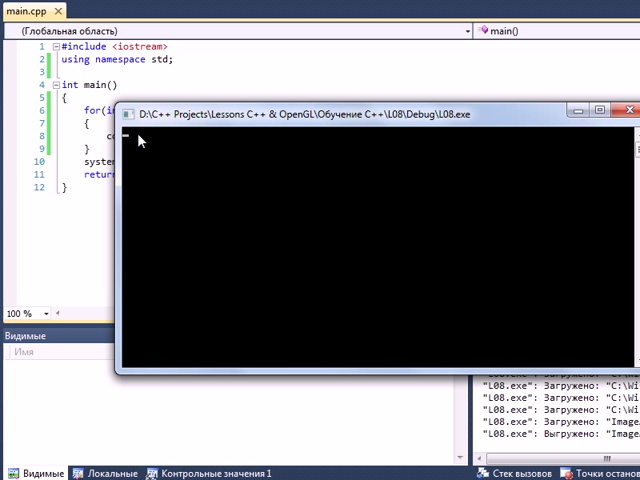 main.cpp
(Глобальная область)
main()
1 #include <iostream>
2 using namespace std;
3
4 int main()
5 {
6 for(in
7 {
8 co
9 }
10 system
11 return
12 }
D:\C++ Projects\Lessons C++ & OpenGL\Обучение C++\L08\Debug\L08.exe
100 %
Видимые
Имя
"L08.exe": Загружено: "C:\Wi
"L08.exe": Загружено: "C:\Wi
"L08.exe": Загружено: "C:\Wi
"L08.exe": Загружено: "Image
"L08.exe": Выгружено: "Image
Видимые
Локальные
Контрольные значения 1
Стек вызовов
Точки останов